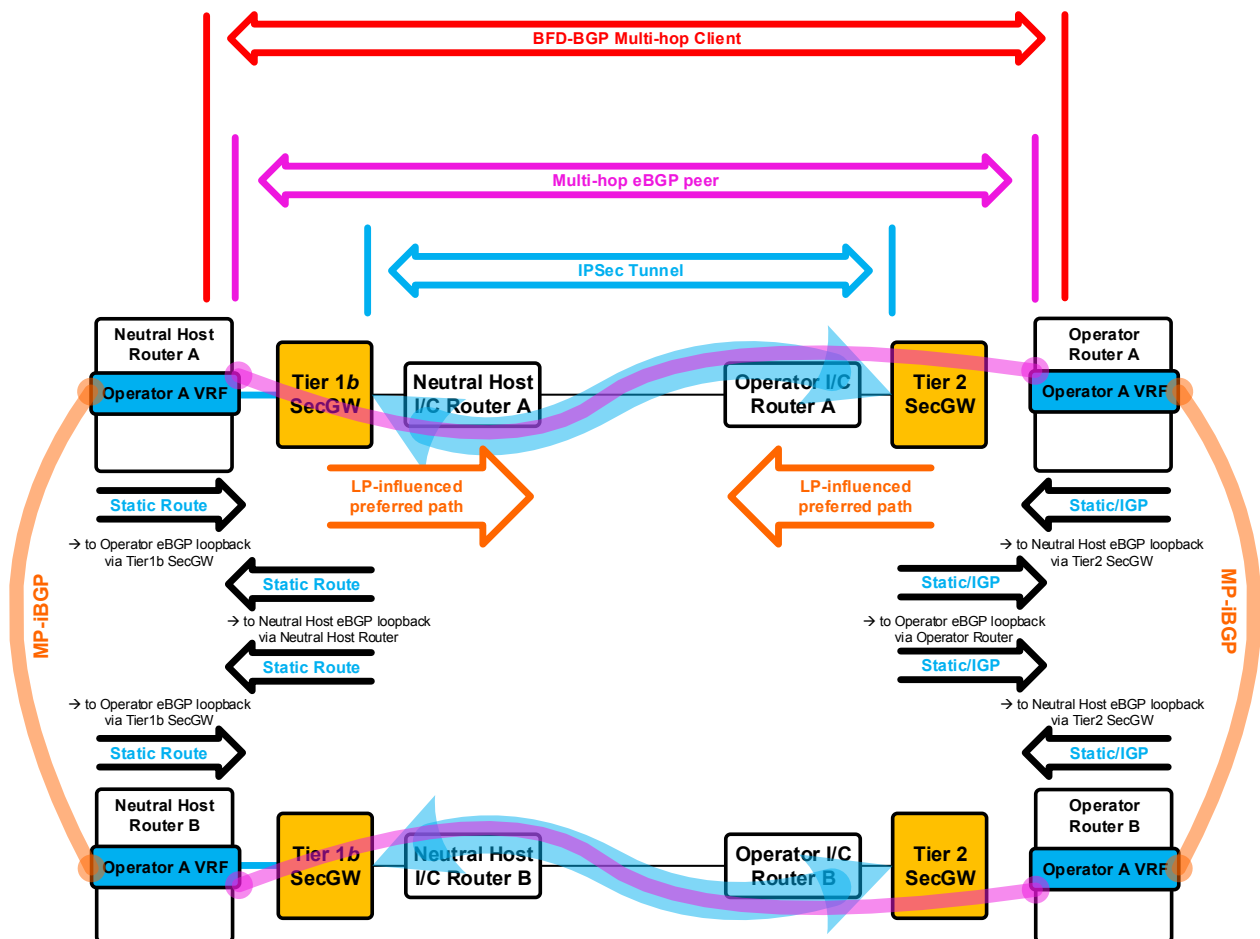 BFD-BGP Multi-hop Client
Multi-hop eBGP peer
IPSec Tunnel
Neutral Host
Router A
Operator A VRF
Tier 1b
SecGW
Neutral Host
I/C Router A
Operator I/C
Router A
Tier 2
SecGW
Operator
Router A
Operator A VRF
LP-influenced
preferred path
LP-influenced
preferred path
Static Route
→ to Operator eBGP loopback
via Tier1b SecGW
Static/IGP
→ to Neutral Host eBGP loopback
via Tier2 SecGW
Static Route
→ to Neutral Host eBGP loopback
via Neutral Host Router
Static Route
Static/IGP
→ to Operator eBGP loopback
via Operator Router
Static/IGP
MP-iBGP
MP-iBGP
→ to Operator eBGP loopback
via Tier1b SecGW
Static Route
→ to Neutral Host eBGP loopback
via Tier2 SecGW
Static/IGP
Neutral Host
Router B
Operator A VRF
Tier 1b
SecGW
Neutral Host
I/C Router B
Operator I/C
Router B
Tier 2
SecGW
Operator
Router B
Operator A VRF